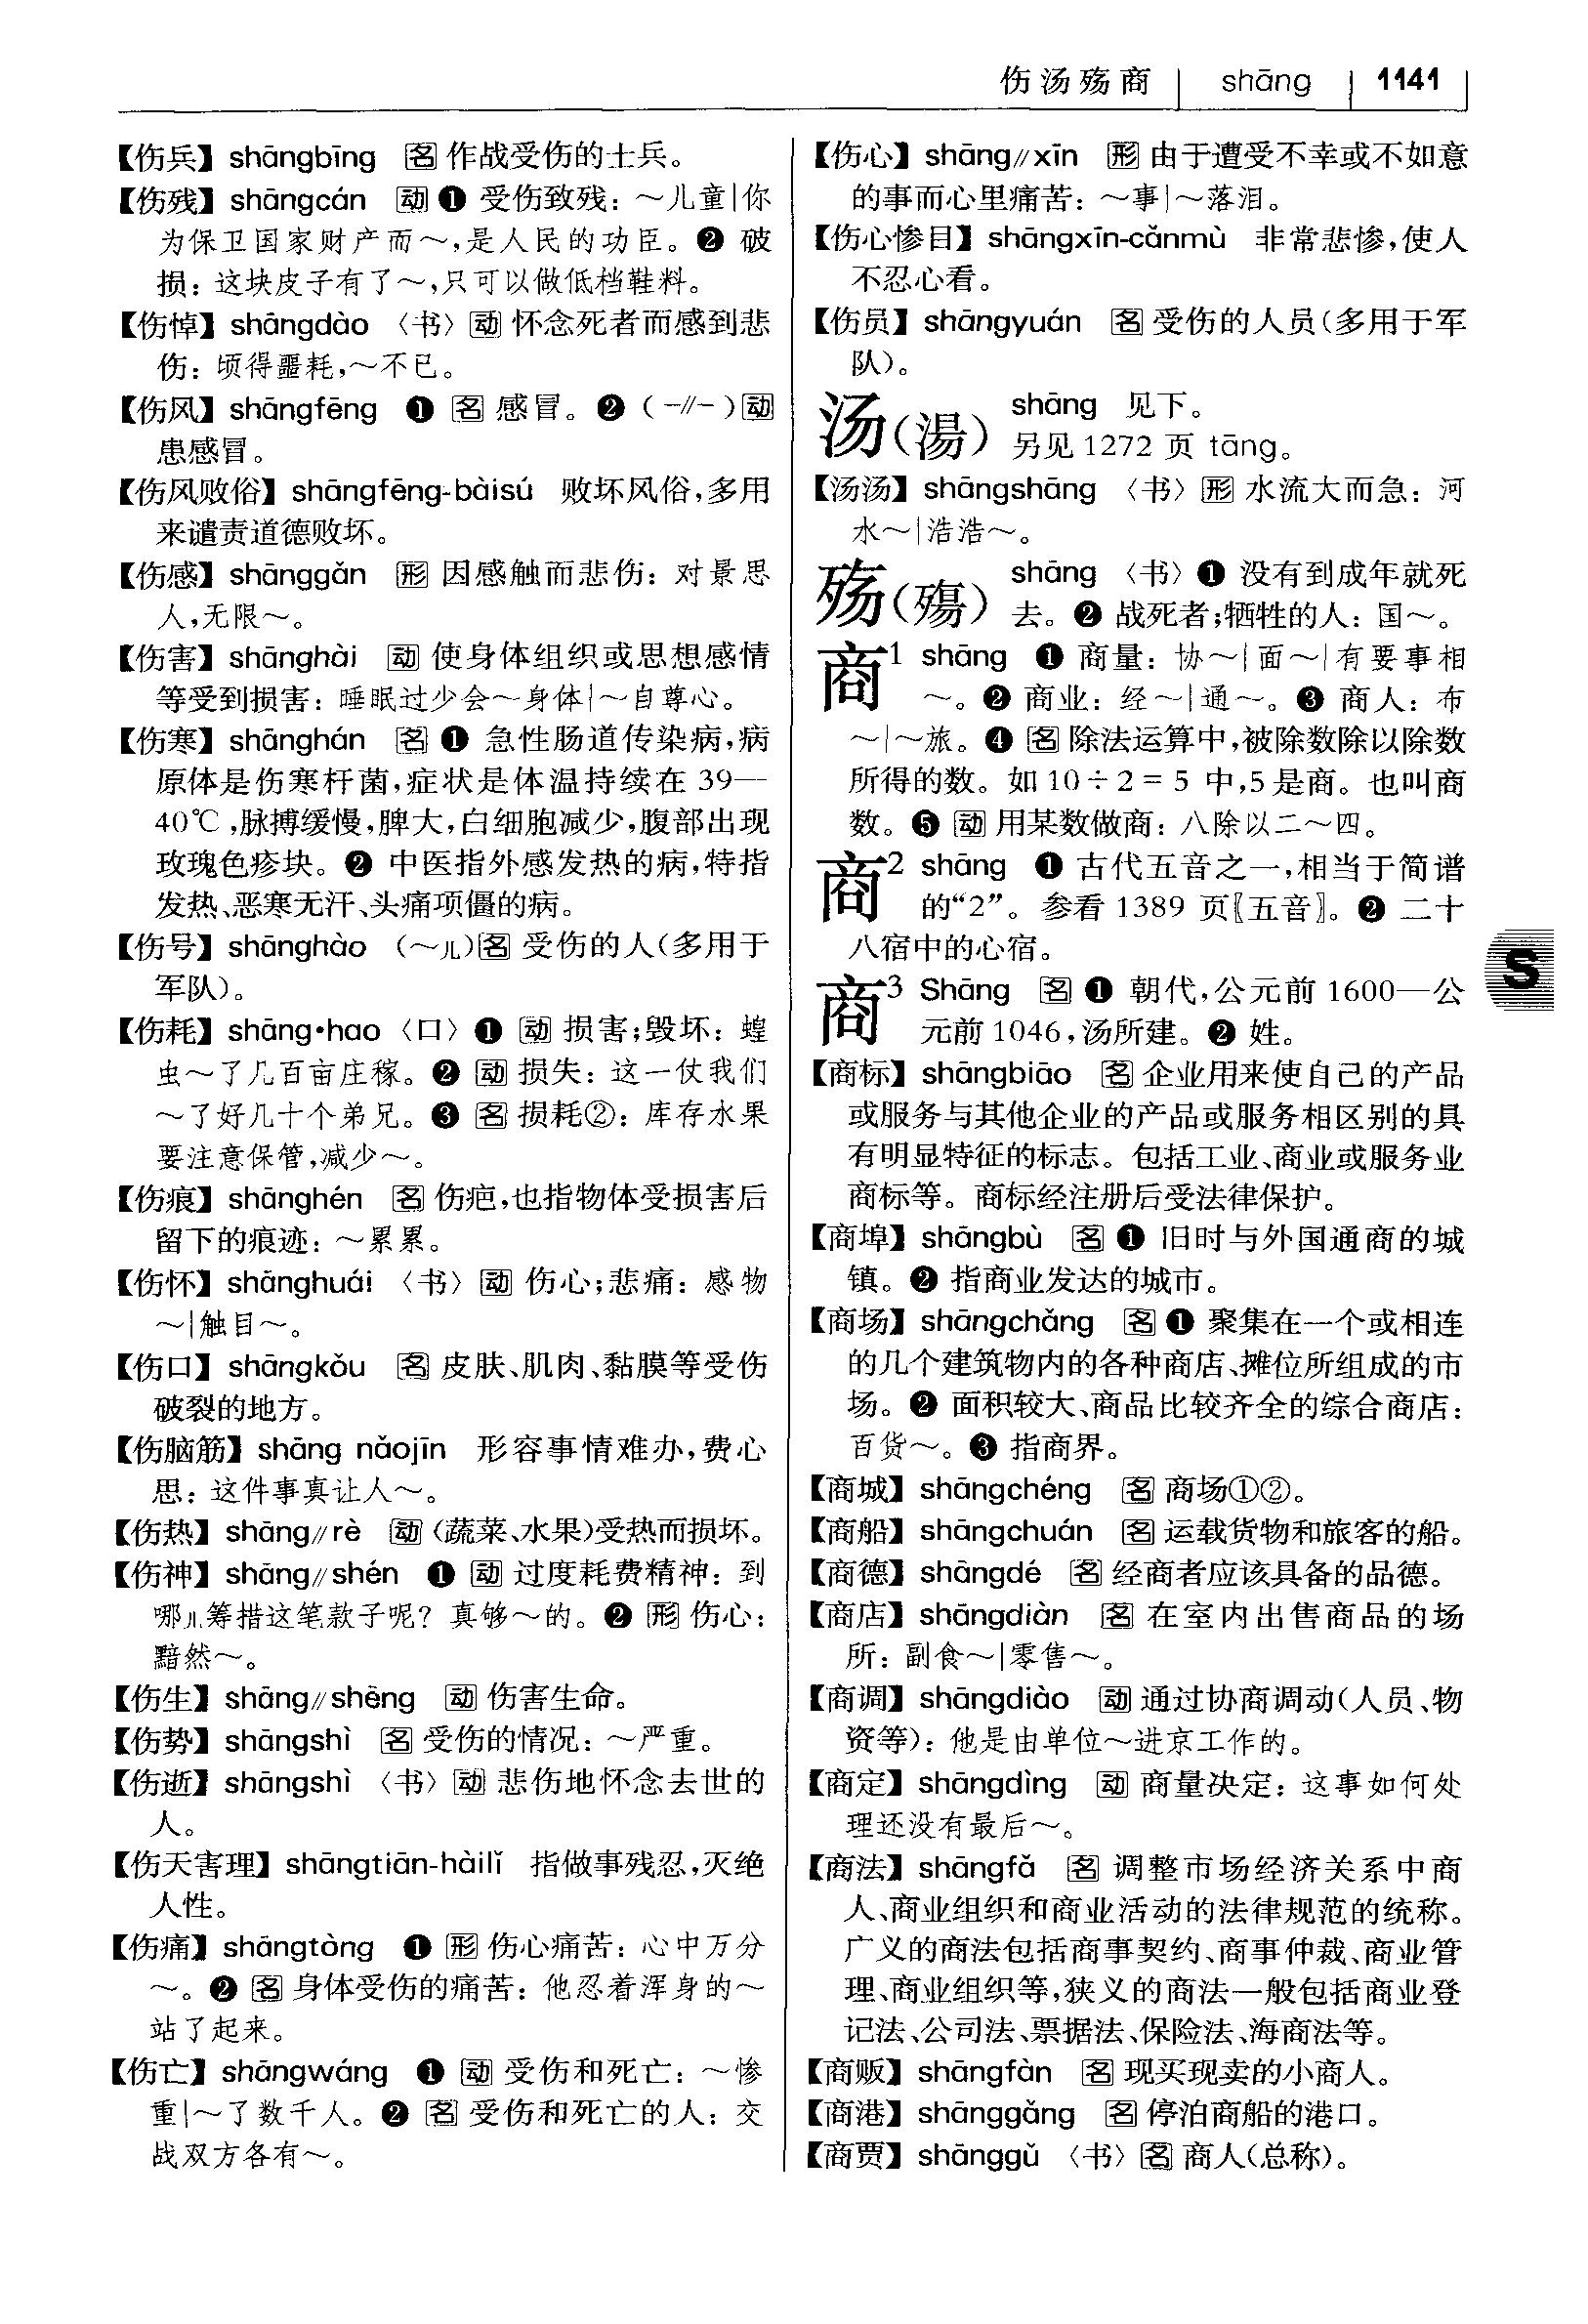 伤汤殇商 | shāng | 1141
【伤兵】 shāngbīng 名 作战受伤的士兵。
【伤残】 shāngcán 动 ❶ 受伤致残：～儿童|你
为保卫国家财产而～,是人民的功臣。❷ 破
损：这块皮子有了～,只可以做低档鞋料。
【伤悼】 shāngdào 〈书〉动 怀念死者而感到悲
伤：顷得噩耗,～不已。
【伤风】 shāngfēng ❶ 名 感冒。❷（-//-）动
患感冒。
【伤风败俗】 shāngfēng-bàisú 败坏风俗,多用
来谴责道德败坏。
【伤感】 shānggǎn 形 因感触而悲伤：对景思
人,无限～。
【伤害】 shānghài 动 使身体组织或思想感情
等受到损害：睡眠过少会～身体|～自尊心。
【伤寒】 shānghán 名 ❶ 急性肠道传染病,病
原体是伤寒杆菌,症状是体温持续在 39—
40℃,脉搏缓慢,脾大,白细胞减少,腹部出现
玫瑰色疹块。❷ 中医指外感发热的病,特指
发热、恶寒无汗、头痛项僵的病。
【伤号】 shānghào （～儿）名 受伤的人（多用于
军队）。
【伤耗】 shāng•hao 〈口〉❶ 动 损害;毁坏：蝗
虫～了几百亩庄稼。❷ 动 损失：这一仗我们
～了好几十个弟兄。❸ 名 损耗②：库存水果
要注意保管,减少～。
【伤痕】 shānghén 名 伤疤,也指物体受损害后
留下的痕迹：～累累。
【伤怀】 shānghuái 〈书〉动 伤心;悲痛：感物
～|触目～。
【伤口】 shāngkǒu 名 皮肤、肌肉、黏膜等受伤
破裂的地方。
【伤脑筋】 shāng nǎojīn 形容事情难办,费心
思：这件事真让人～。
【伤热】 shāng//rè 动（蔬菜、水果）受热而损坏。
【伤神】 shāng//shén ❶ 动 过度耗费精神：到
哪儿筹措这笔款子呢？真够～的。❷ 形 伤心：
黯然～。
【伤生】 shāng//shēng 动 伤害生命。
【伤势】 shāngshì 名 受伤的情况：～严重。
【伤逝】 shāngshì 〈书〉动 悲伤地怀念去世的
人。
【伤天害理】 shāngtiān-hàilǐ 指做事残忍,灭绝
人性。
【伤痛】 shāngtòng ❶ 形 伤心痛苦：心中万分
～。❷ 名 身体受伤的痛苦：他忍着浑身的～
站了起来。
【伤亡】 shāngwáng ❶ 动 受伤和死亡：～惨
重|～了数千人。❷ 名 受伤和死亡的人：交
战双方各有～。
【伤心】 shāng//xīn 形 由于遭受不幸或不如意
的事而心里痛苦：～事|～落泪。
【伤心惨目】 shāngxīn-cǎnmù 非常悲惨,使人
不忍心看。
【伤员】 shāngyuán 名 受伤的人员（多用于军
队）。
汤（湯） shāng 见下。
另见 1272 页 tāng。
【汤汤】 shāngshāng 〈书〉形 水流大而急：河
水～|浩浩～。
殇（殤） shāng 〈书〉❶ 没有到成年就死
去。❷ 战死者;牺牲的人：国～。
商1 shāng ❶ 商量：协～|面～|有要事相
～。❷ 商业：经～|通～。❸ 商人：布
～|～旅。❹ 名 除法运算中,被除数除以除数
所得的数。如 10÷2=5 中,5 是商。也叫商
数。❺ 动 用某数做商：八除以二～四。
商2 shāng ❶ 古代五音之一,相当于简谱
的“2”。参看 1389 页〖五音〗。❷ 二十
八宿中的心宿。
商3 Shāng 名 ❶ 朝代,公元前 1600—公
元前 1046,汤所建。❷ 姓。
【商标】 shāngbiāo 名 企业用来使自己的产品
或服务与其他企业的产品或服务相区别的具
有明显特征的标志。包括工业、商业或服务业
商标等。商标经注册后受法律保护。
【商埠】 shāngbù 名 ❶ 旧时与外国通商的城
镇。❷ 指商业发达的城市。
【商场】 shāngchǎng 名 ❶ 聚集在一个或相连
的几个建筑物内的各种商店、摊位所组成的市
场。❷ 面积较大、商品比较齐全的综合商店：
百货～。❸ 指商界。
【商城】 shāngchéng 名 商场①②。
【商船】 shāngchuán 名 运载货物和旅客的船。
【商德】 shāngdé 名 经商者应该具备的品德。
【商店】 shāngdiàn 名 在室内出售商品的场
所：副食～|零售～。
【商调】 shāngdiào 动 通过协商调动（人员、物
资等）：他是由单位～进京工作的。
【商定】 shāngdìng 动 商量决定：这事如何处
理还没有最后～。
【商法】 shāngfǎ 名 调整市场经济关系中商
人、商业组织和商业活动的法律规范的统称。
广义的商法包括商事契约、商事仲裁、商业管
理、商业组织等,狭义的商法一般包括商业登
记法、公司法、票据法、保险法、海商法等。
【商贩】 shāngfàn 名 现买现卖的小商人。
【商港】 shānggǎng 名 停泊商船的港口。
【商贾】 shānggǔ 〈书〉名 商人（总称）。
S